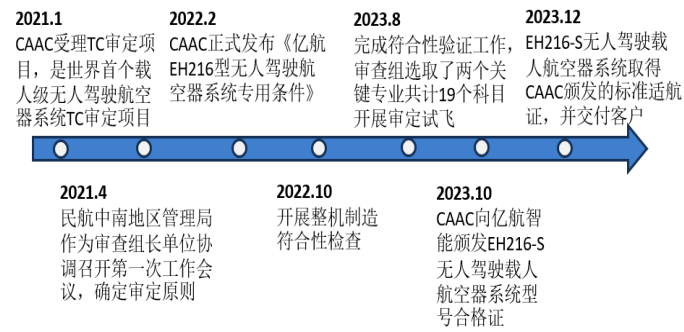 2021.1
CAAC受理TC审定项
目，是世界首个载
人级无人驾驶航空
器系统TC审定项目
2022.2
CAAC正式发布《亿航
EH216型无人驾驶航
空器系统专用条件》
2023.8
完成符合性验证工作，
审查组选取了两个关
键专业共计19个科目
开展审定试飞
2023.12
EH216-S无人驾驶载
人航空器系统取得
CAAC颁发的标准适航
证，并交付客户
2021.4
民航中南地区管理局
作为审查组长单位协
调召开第一次工作会
议，确定审定原则
2022.10
开展整机制造
符合性检查
2023.10
CAAC向亿航智
能颁发EH216-S
无人驾驶载人
航空器系统型
号合格证